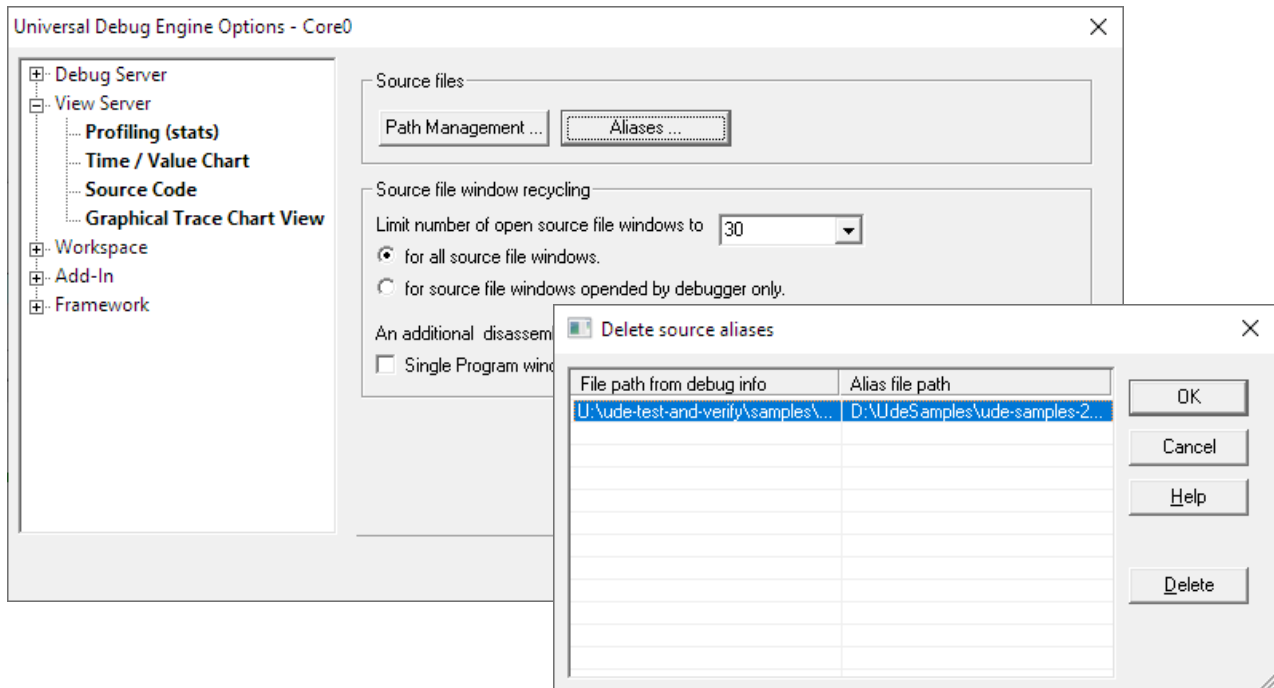 Universal Debug Engine Options - Core0
Debug Server
View Server
Profiling (stats)
Time / Value Chart
Source Code
Graphical Trace Chart View
Workspace
Add-In
Framework
Source files
Path Management ...
Aliases ...
Source file window recycling
Limit number of open source file windows to 30
for all source file windows.
for source file windows opended by debugger only.
An additional disassem
Single Program wind
Delete source aliases
File path from debug info Alias file path
U:\ude-test-and-verify\samples\... D:\UdeSamples\ude-samples-2...
OK
Cancel
Help
Delete